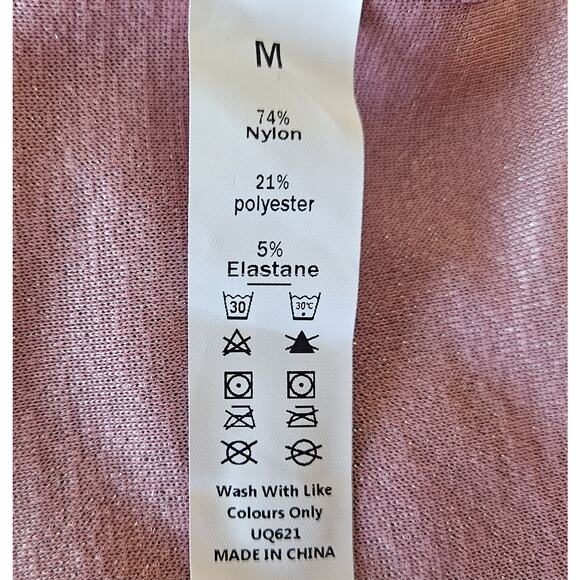 M
74%
Nylon
21%
polyester
5%
Elastane
30 30℃
Wash With Like
Colours Only
UQ621
MADE IN CHINA